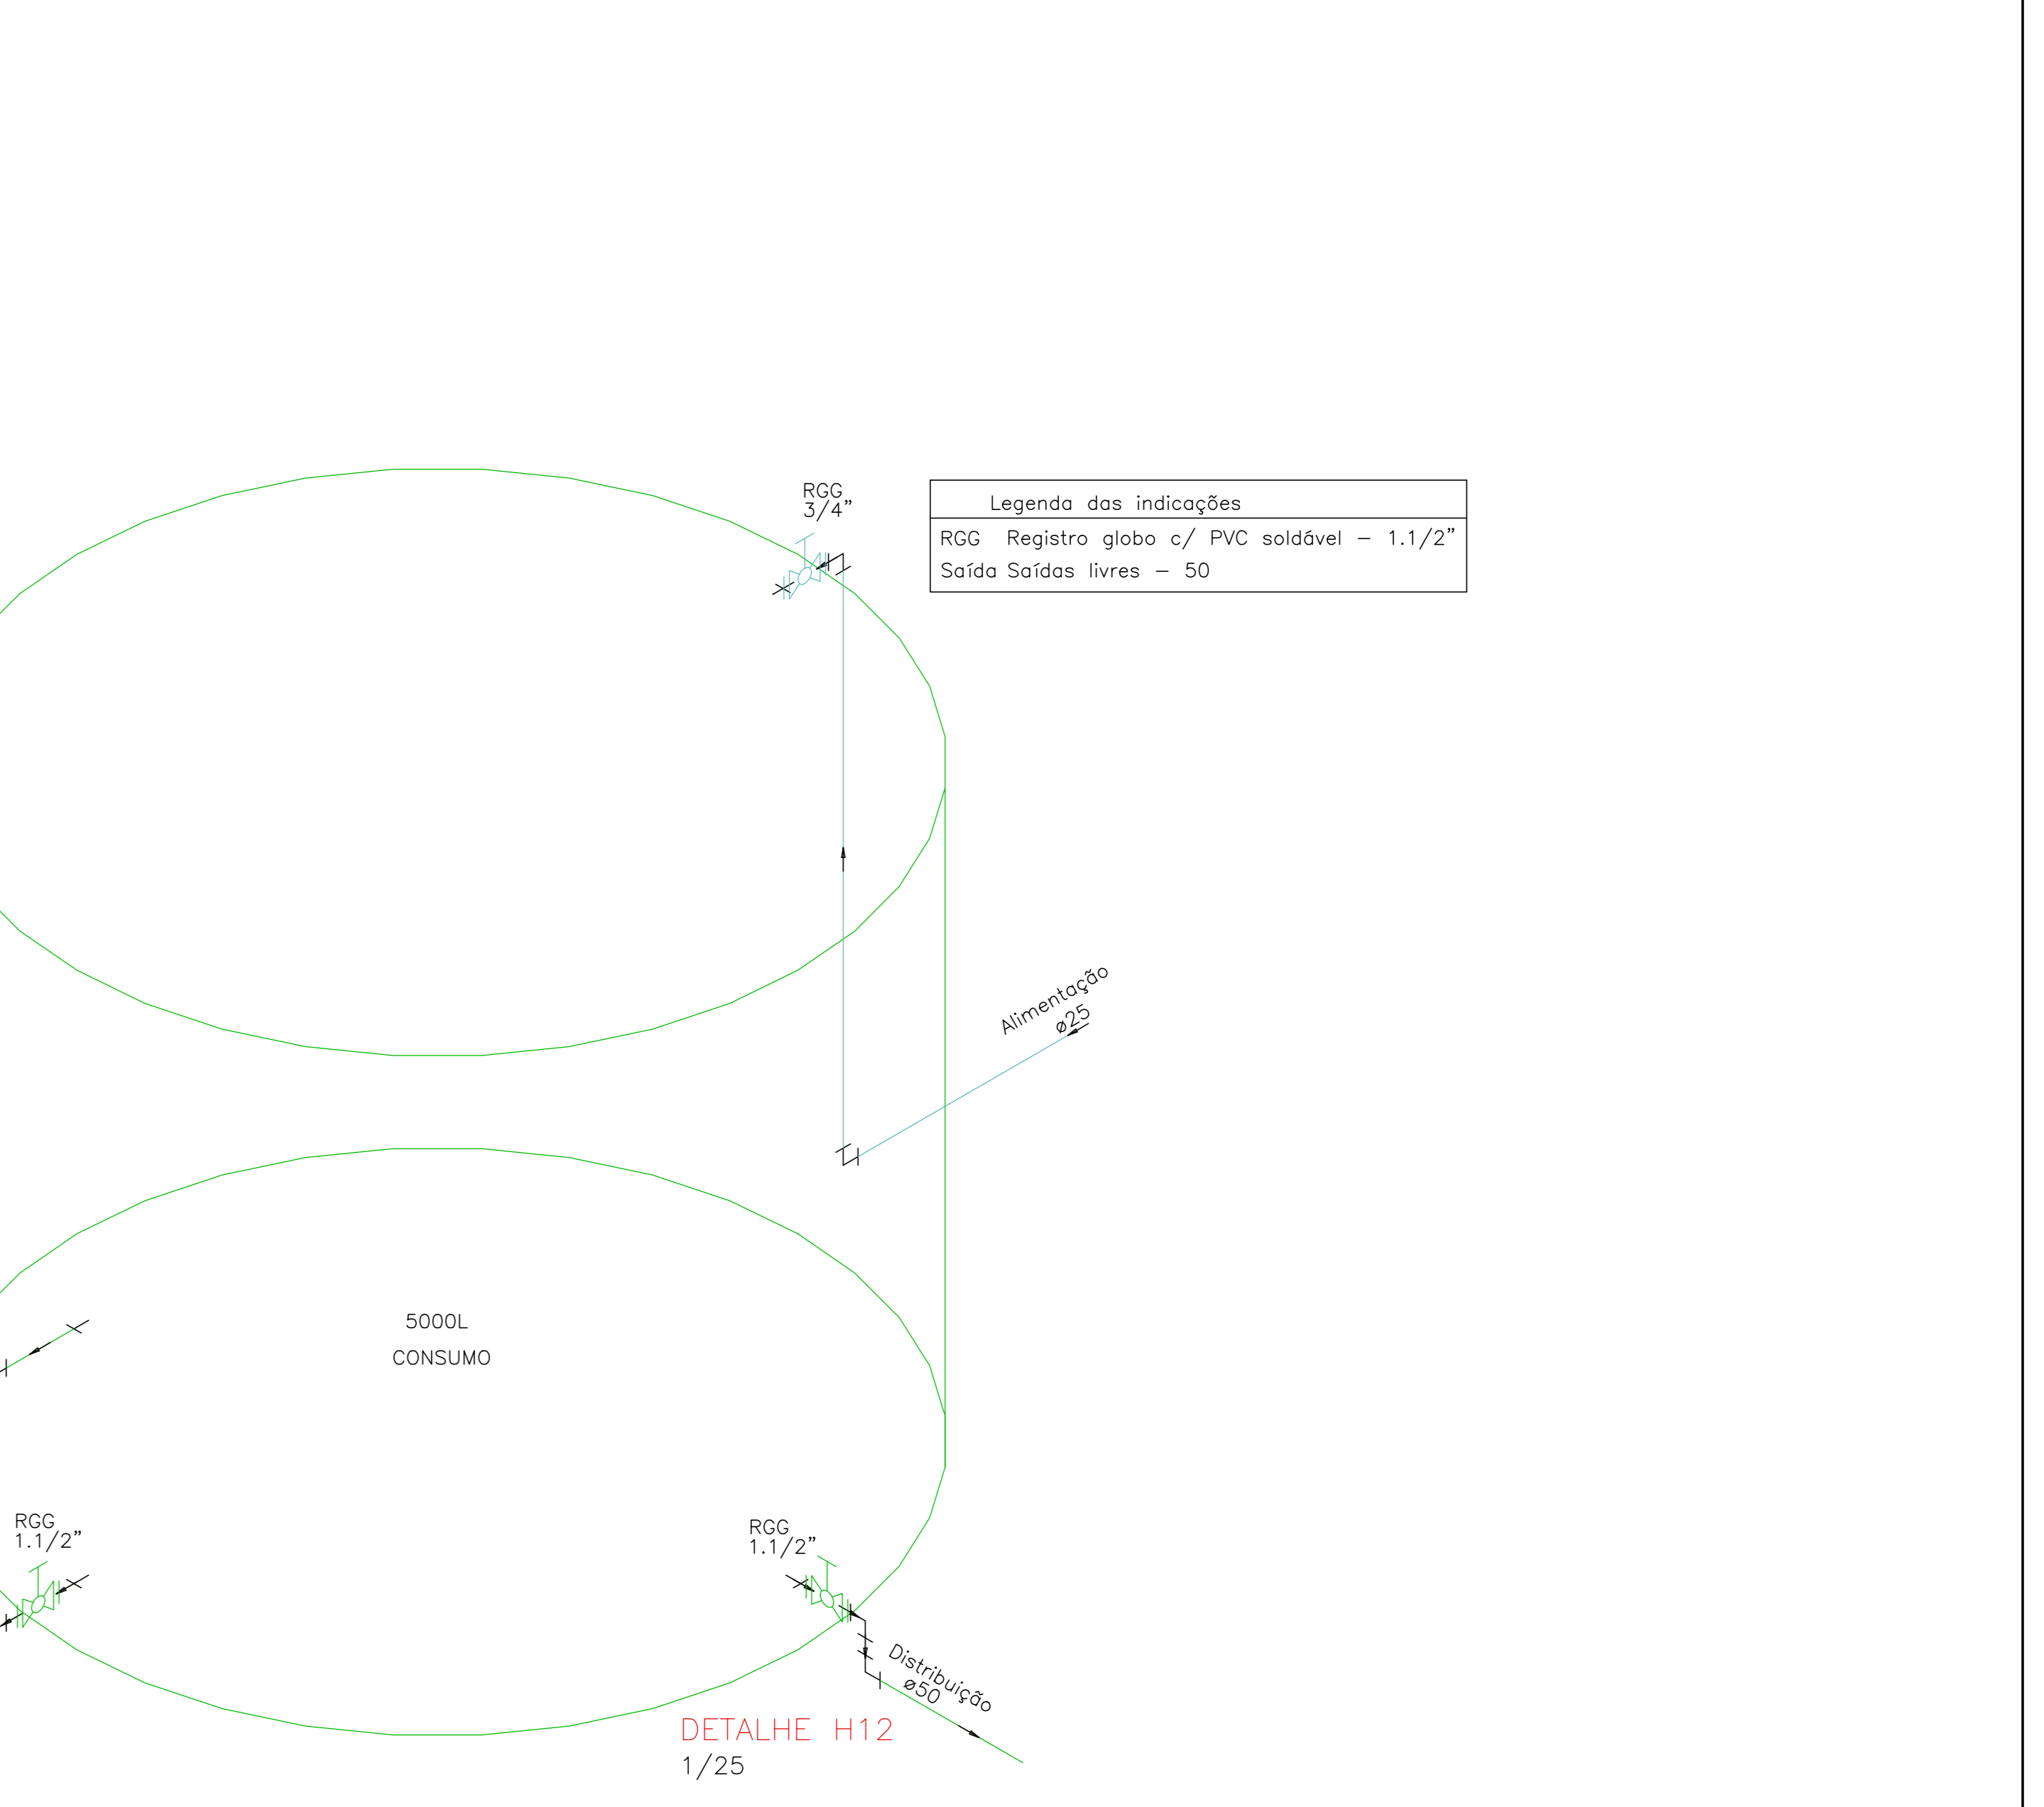 RGG
3/4"
Legenda das indicações
RGG Registro globo c/ PVC soldável – 1.1/2"
Saída Saídas livres – 50
Alimentação
ø25
5000L
CONSUMO
RGG
1.1/2"
RGG
1.1/2"
Distribuição
ø50
DETALHE H12
1/25